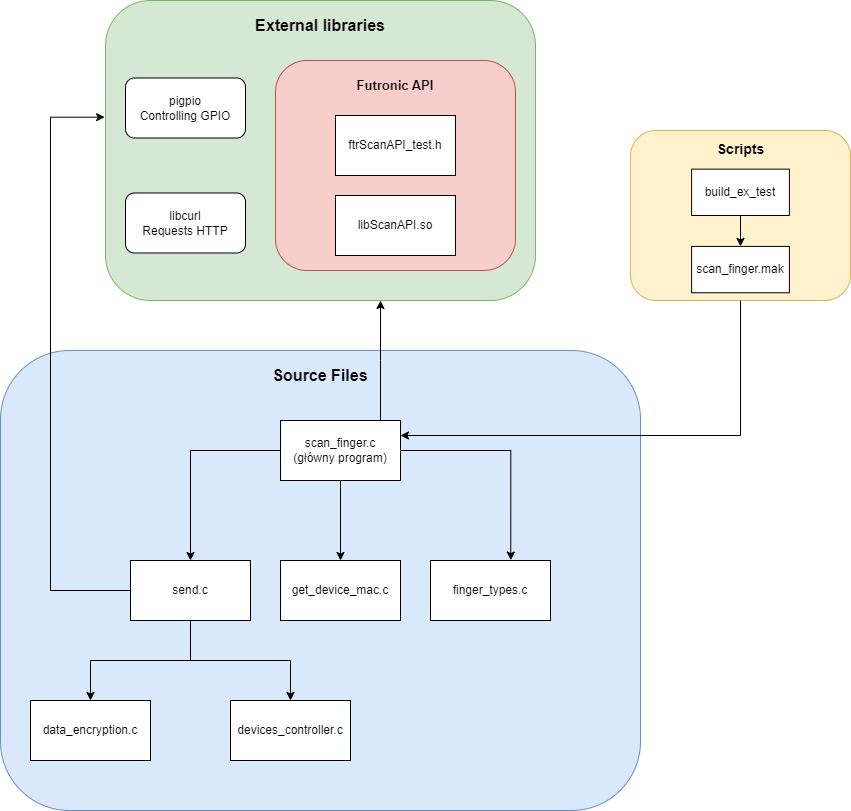 External libraries
pigpio
Controlling GPIO
libcurl
Requests HTTP
Futronic API
ftrScanAPI_test.h
libScanAPI.so
Scripts
build_ex_test
scan_finger.mak
Source Files
scan_finger.c
(główny program)
send.c
get_device_mac.c
finger_types.c
data_encryption.c
devices_controller.c